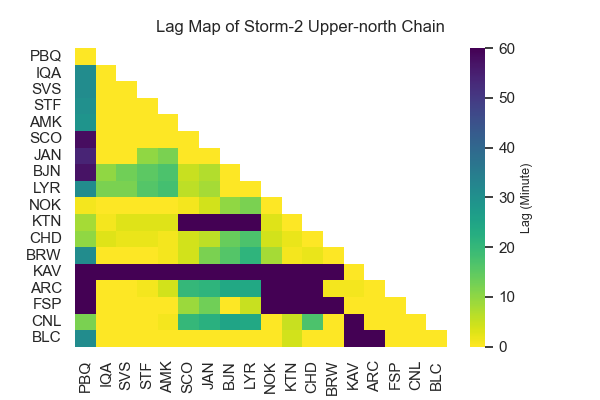 Lag Map of Storm-2 Upper-north Chain
PBQ
IQA
SVS
STF
AMK
SCO
JAN
BJN
LYR
NOK
KTN
CHD
BRW
KAV
ARC
FSP
CNL
BLC
PBQ IQA SVS STF AMK SCO JAN BJN LYR NOK KTN CHD BRW KAV ARC FSP CNL BLC
60
50
40
30
20
10
0
Lag (Minute)